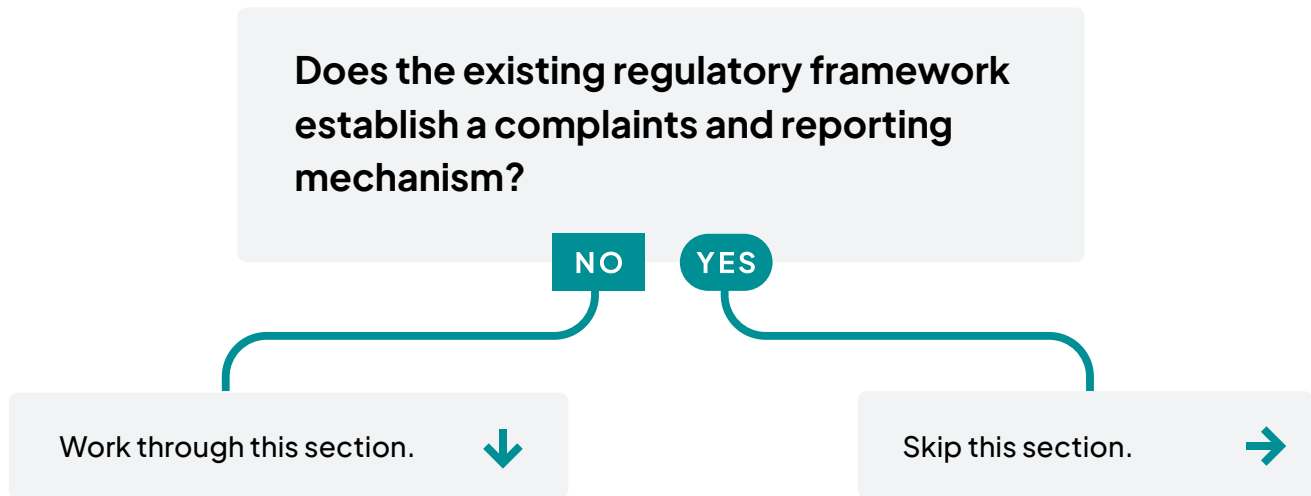 Does the existing regulatory framework
establish a complaints and reporting
mechanism?
NO
YES
Work through this section.
Skip this section.